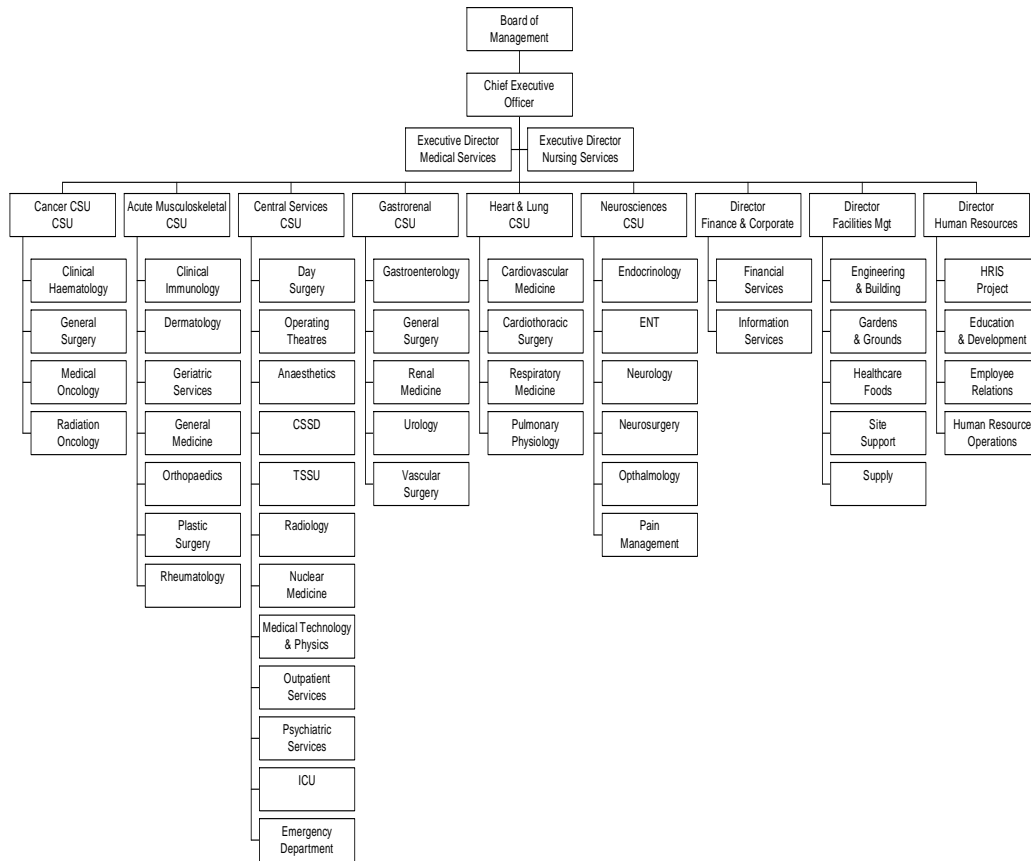 Board of
Management
Chief Executive
Officer
Executive Director
Medical Services
Executive Director
Nursing Services
Cancer CSU
CSU
Clinical
Haematology
General
Surgery
Medical
Oncology
Radiation
Oncology
Acute Musculoskeletal
CSU
Clinical
Immunology
Dermatology
Geriatric
Services
General
Medicine
Orthopaedics
Plastic
Surgery
Rheumatology
Central Services
CSU
Day
Surgery
Operating
Theatres
Anaesthetics
CSSD
TSSU
Radiology
Nuclear
Medicine
Medical Technology
& Physics
Outpatient
Services
Psychiatric
Services
ICU
Emergency
Department
Gastrorenal
CSU
Gastroenterology
General
Surgery
Renal
Medicine
Urology
Vascular
Surgery
Heart & Lung
CSU
Cardiovascular
Medicine
Cardiothoracic
Surgery
Respiratory
Medicine
Pulmonary
Physiology
Neurosciences
CSU
Endocrinology
ENT
Neurology
Neurosurgery
Opthalmology
Pain
Management
Director
Finance & Corporate
Financial
Services
Information
Services
Director
Facilities Mgt
Engineering
& Building
Gardens
& Grounds
Healthcare
Foods
Site
Support
Supply
Director
Human Resources
HRIS
Project
Education
& Development
Employee
Relations
Human Resource
Operations